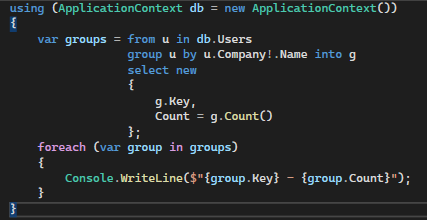 using (ApplicationContext db = new ApplicationContext())
{
    var groups = from u in db.Users
                 group u by u.Company!.Name into g
                 select new
                 {
                     g.Key,
                     Count = g.Count()
                 };
    foreach (var group in groups)
    {
        Console.WriteLine($"{group.Key} - {group.Count}");
    }
}